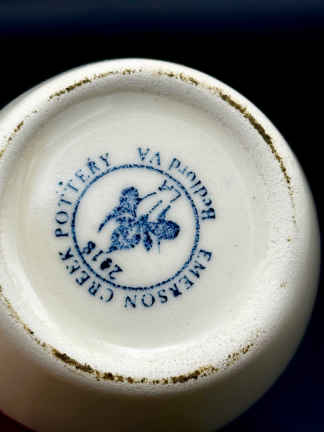 EMERSON CREEK POTTERY
Bedford VA
2018